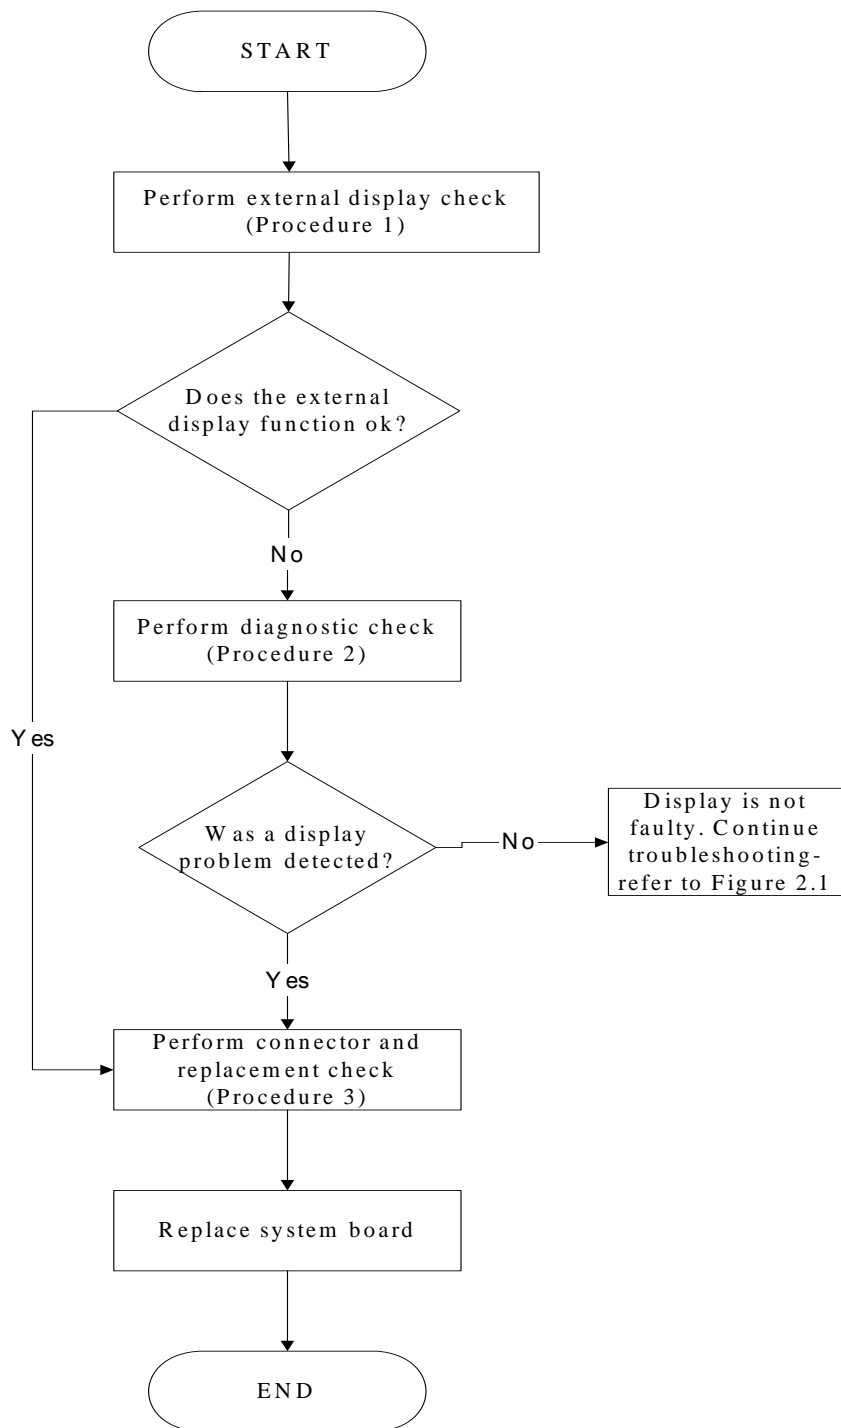 START
Perform external display check
(Procedure 1)
Does the external
display function ok?
No
Perform diagnostic check
(Procedure 2)
Yes
Was a display
problem detected?
No
Display is not
faulty. Continue
troubleshooting-
refer to Figure 2.1
Yes
Perform connector and
replacement check
(Procedure 3)
Replace system board
END